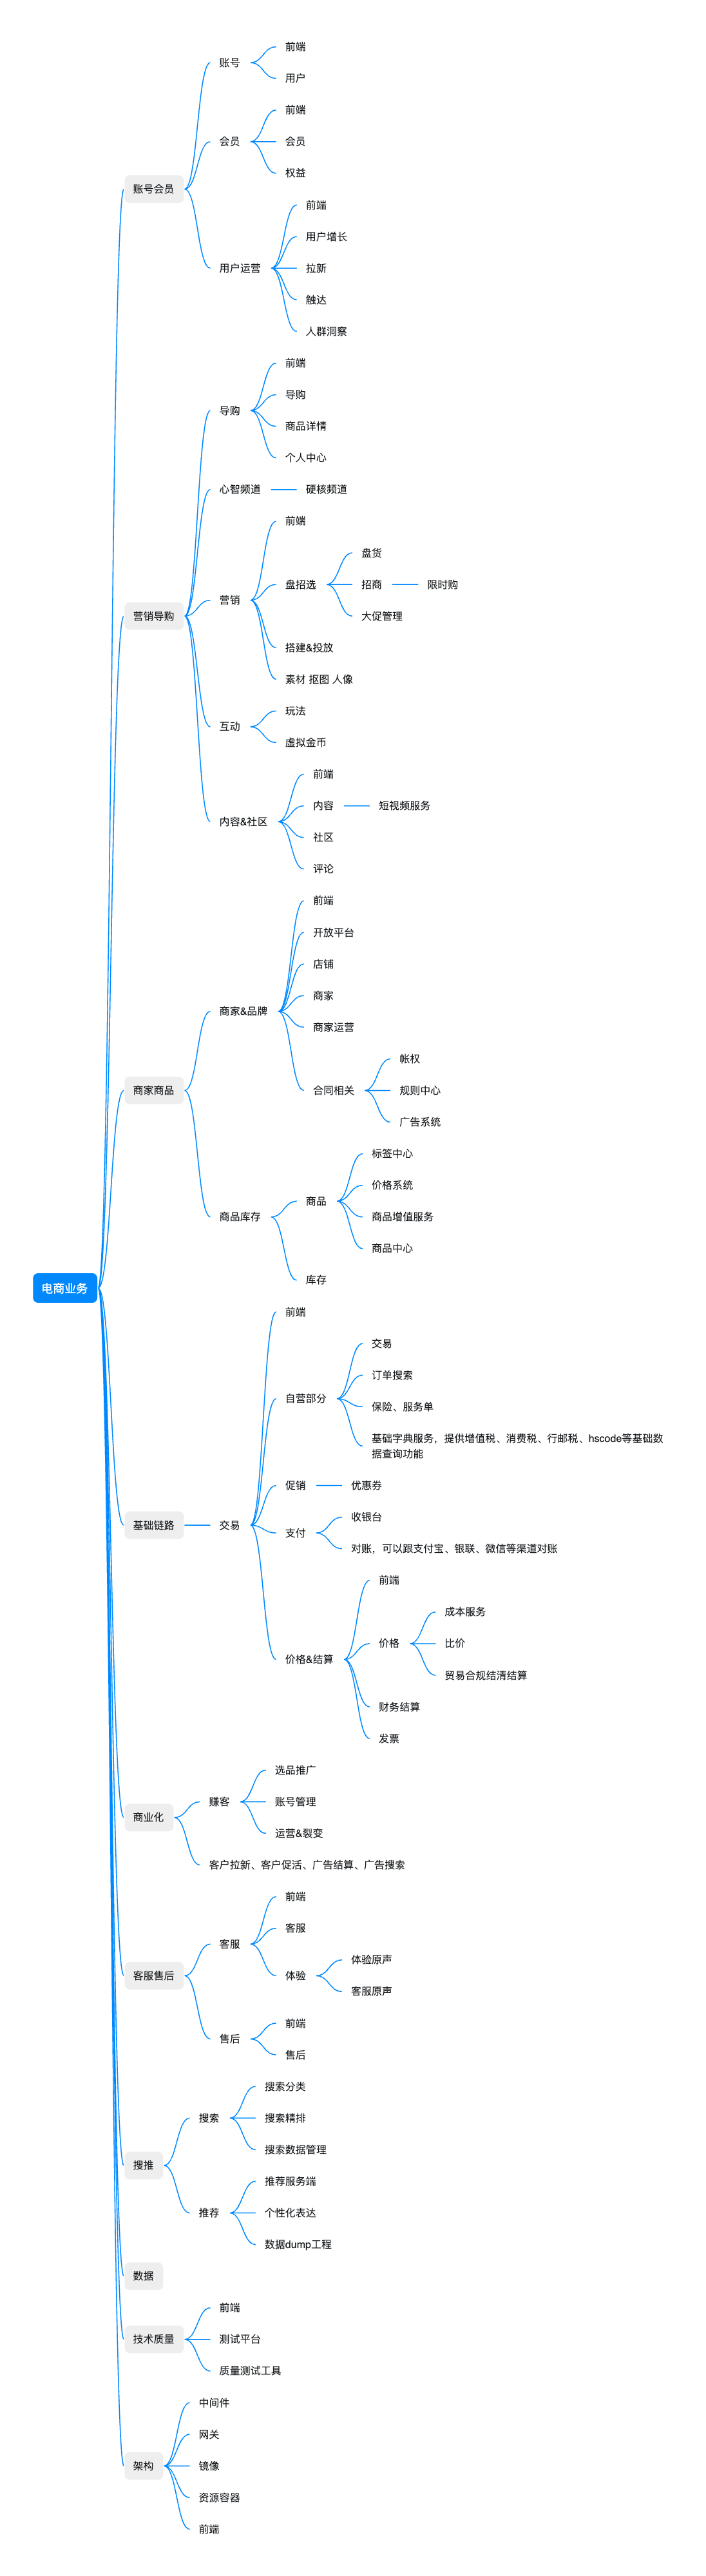 前端
账号
用户
前端
会员
会员
权益
账号会员
前端
用户增长
用户运营
拉新
触达
人群洞察
前端
导购
导购
商品详情
个人中心
心智频道
硬核频道
前端
盘货
盘招选
招商
限时购
营销
营销导购
大促管理
搭建&投放
素材 抠图 人像
玩法
互动
虚拟金币
前端
内容
短视频服务
内容&社区
社区
评论
前端
开放平台
店铺
商家
商家&品牌
商家运营
帐权
商家商品
合同相关
规则中心
广告系统
标签中心
价格系统
商品
商品库存
商品增值服务
商品中心
库存
电商业务
前端
交易
订单搜索
自营部分
保险、服务单
基础字典服务，提供增值税、消费税、行邮税、hscode等基础数
据查询功能
促销
优惠券
收银台
基础链路
交易
支付
对账，可以跟支付宝、银联、微信等渠道对账
前端
成本服务
价格
比价
价格&结算
贸易合规结清结算
财务结算
发票
选品推广
赚客
账号管理
商业化
运营&裂变
客户拉新、客户促活、广告结算、广告搜索
前端
客服
客服
体验原声
客服售后
体验
客服原声
前端
售后
售后
搜索分类
搜索
搜索精排
搜索数据管理
搜推
推荐服务端
推荐
个性化表达
数据dump工程
数据
前端
技术质量
测试平台
质量测试工具
中间件
网关
架构
镜像
资源容器
前端